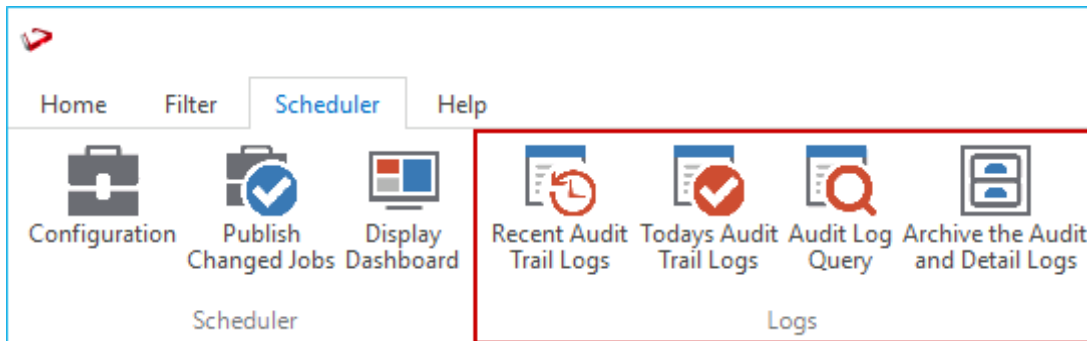 Home Filter Scheduler Help
Configuration
Publish
Changed Jobs
Display
Dashboard
Recent Audit
Trail Logs
Todays Audit
Trail Logs
Audit Log
Query
Archive the Audit
and Detail Logs
Scheduler
Logs